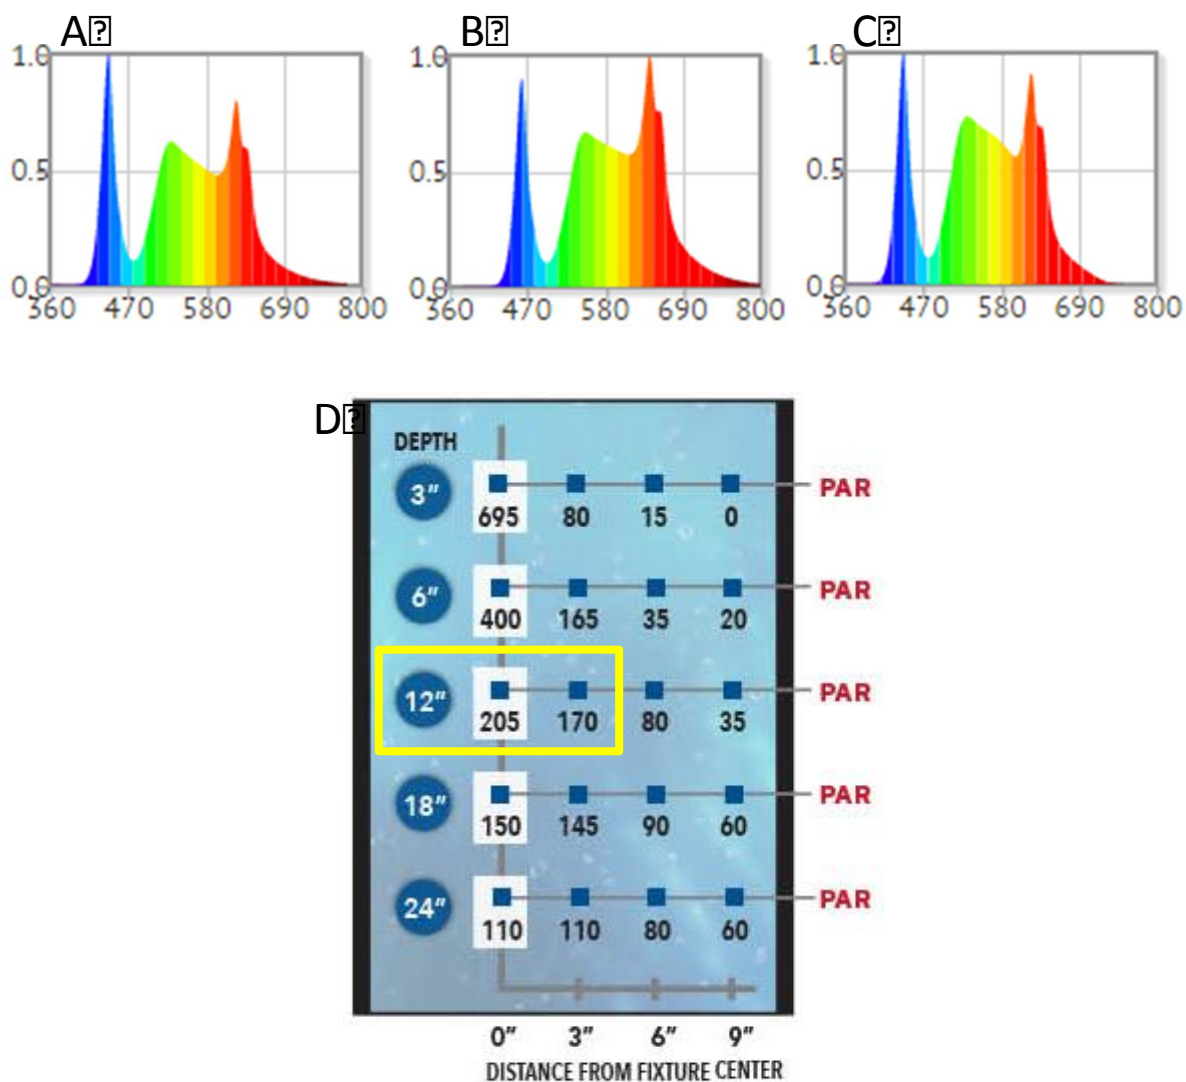 A⍰ B⍰ C⍰
1.0 1.0 1.0
0.5 0.5 0.5
0.0 0.0 0.0
360 470 580 690 800 360 470 580 690 800 360 470 580 690 800
D⍰
DEPTH
3" PAR
695 80 15 0
6" PAR
400 165 35 20
12" PAR
205 170 80 35
18" PAR
150 145 90 60
24" PAR
110 110 80 60
0" 3" 6" 9"
DISTANCE FROM FIXTURE CENTER